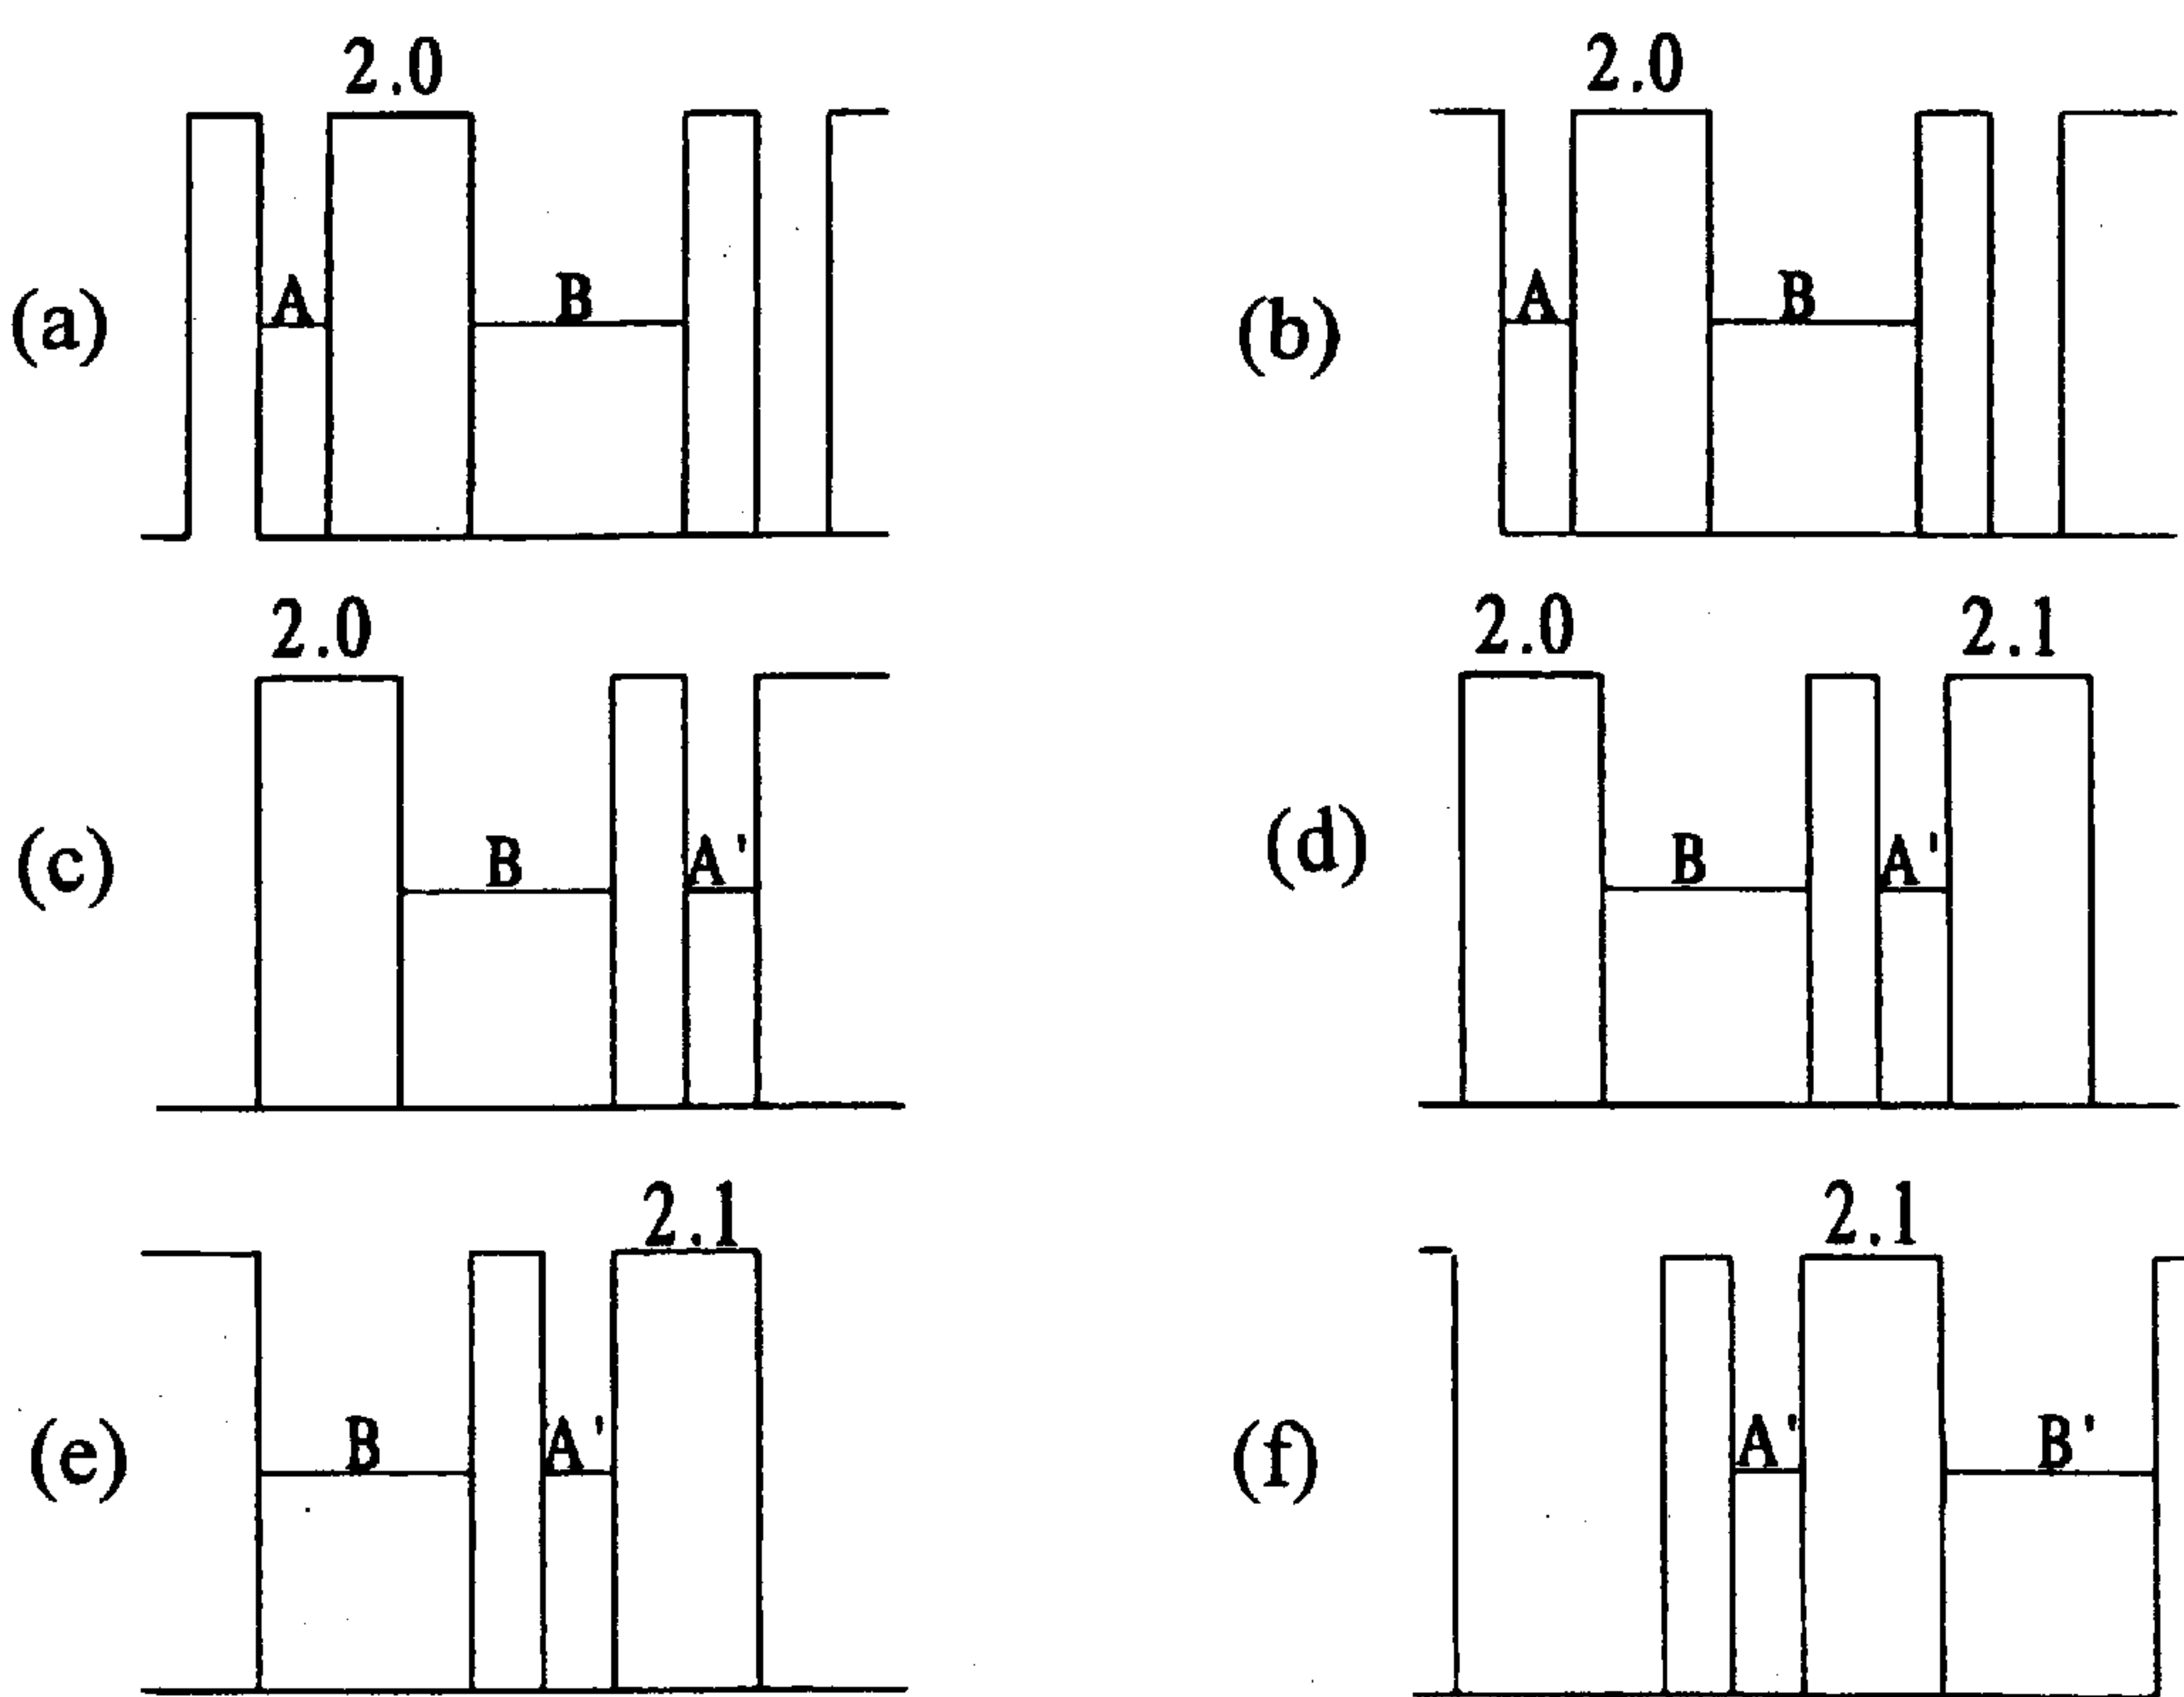 2.0 2.0
(a) A B (b) A B
2.0 2.0 2.1
(c) B A' (d) B A'
2.1 2.1
(e) B A' (f) A' B'